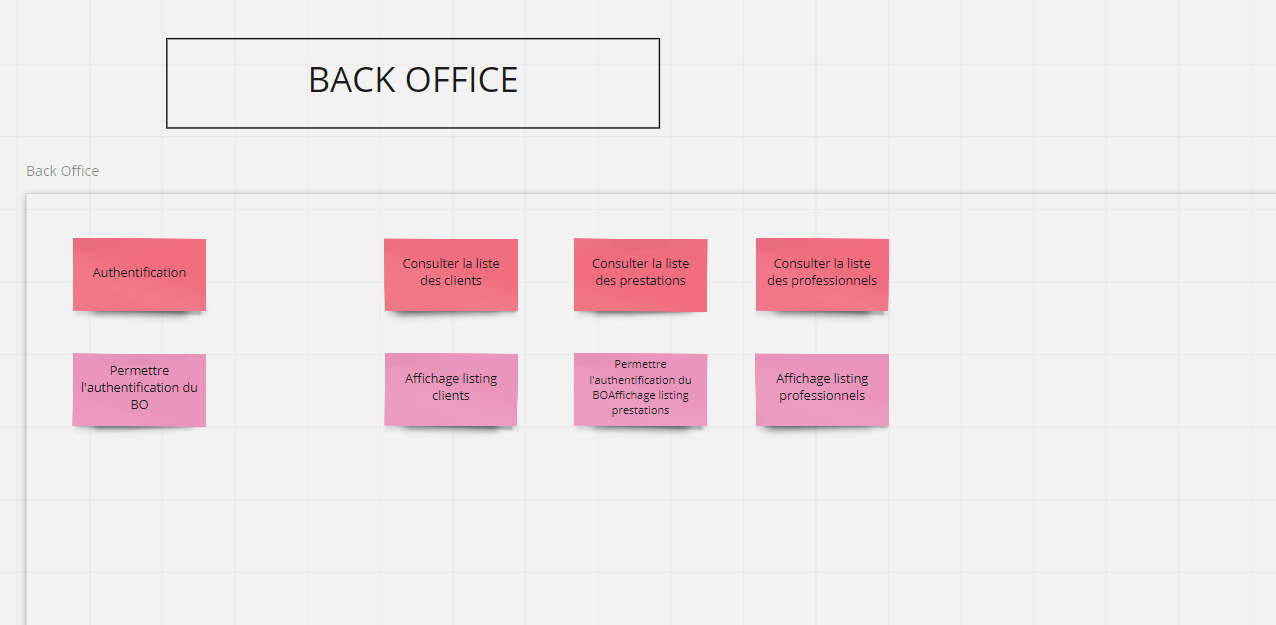 BACK OFFICE
Back Office
Authentification
Consulter la liste
des clients
Consulter la liste
des prestations
Consulter la liste
des professionnels
Permettre
l'authentification du
BO
Affichage listing
clients
Permettre
l'authentification du
BOAffichage listing
prestations
Affichage listing
professionnels